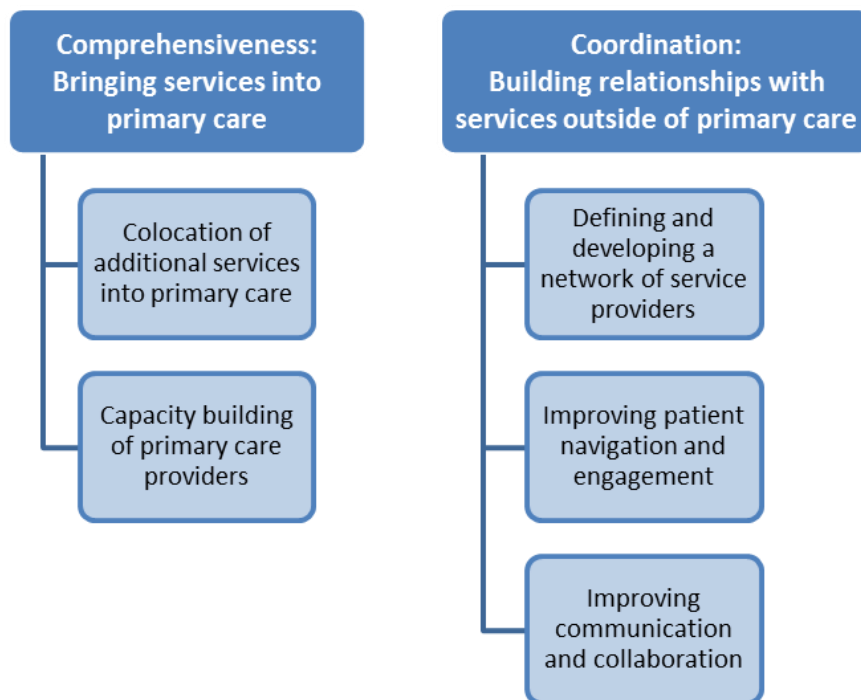 Comprehensiveness:
Bringing services into
primary care
Colocation of
additional services
into primary care
Capacity building
of primary care
providers
Coordination:
Building relationships with
services outside of primary care
Defining and
developing a
network of service
providers
Improving patient
navigation and
engagement
Improving
communication
and collaboration